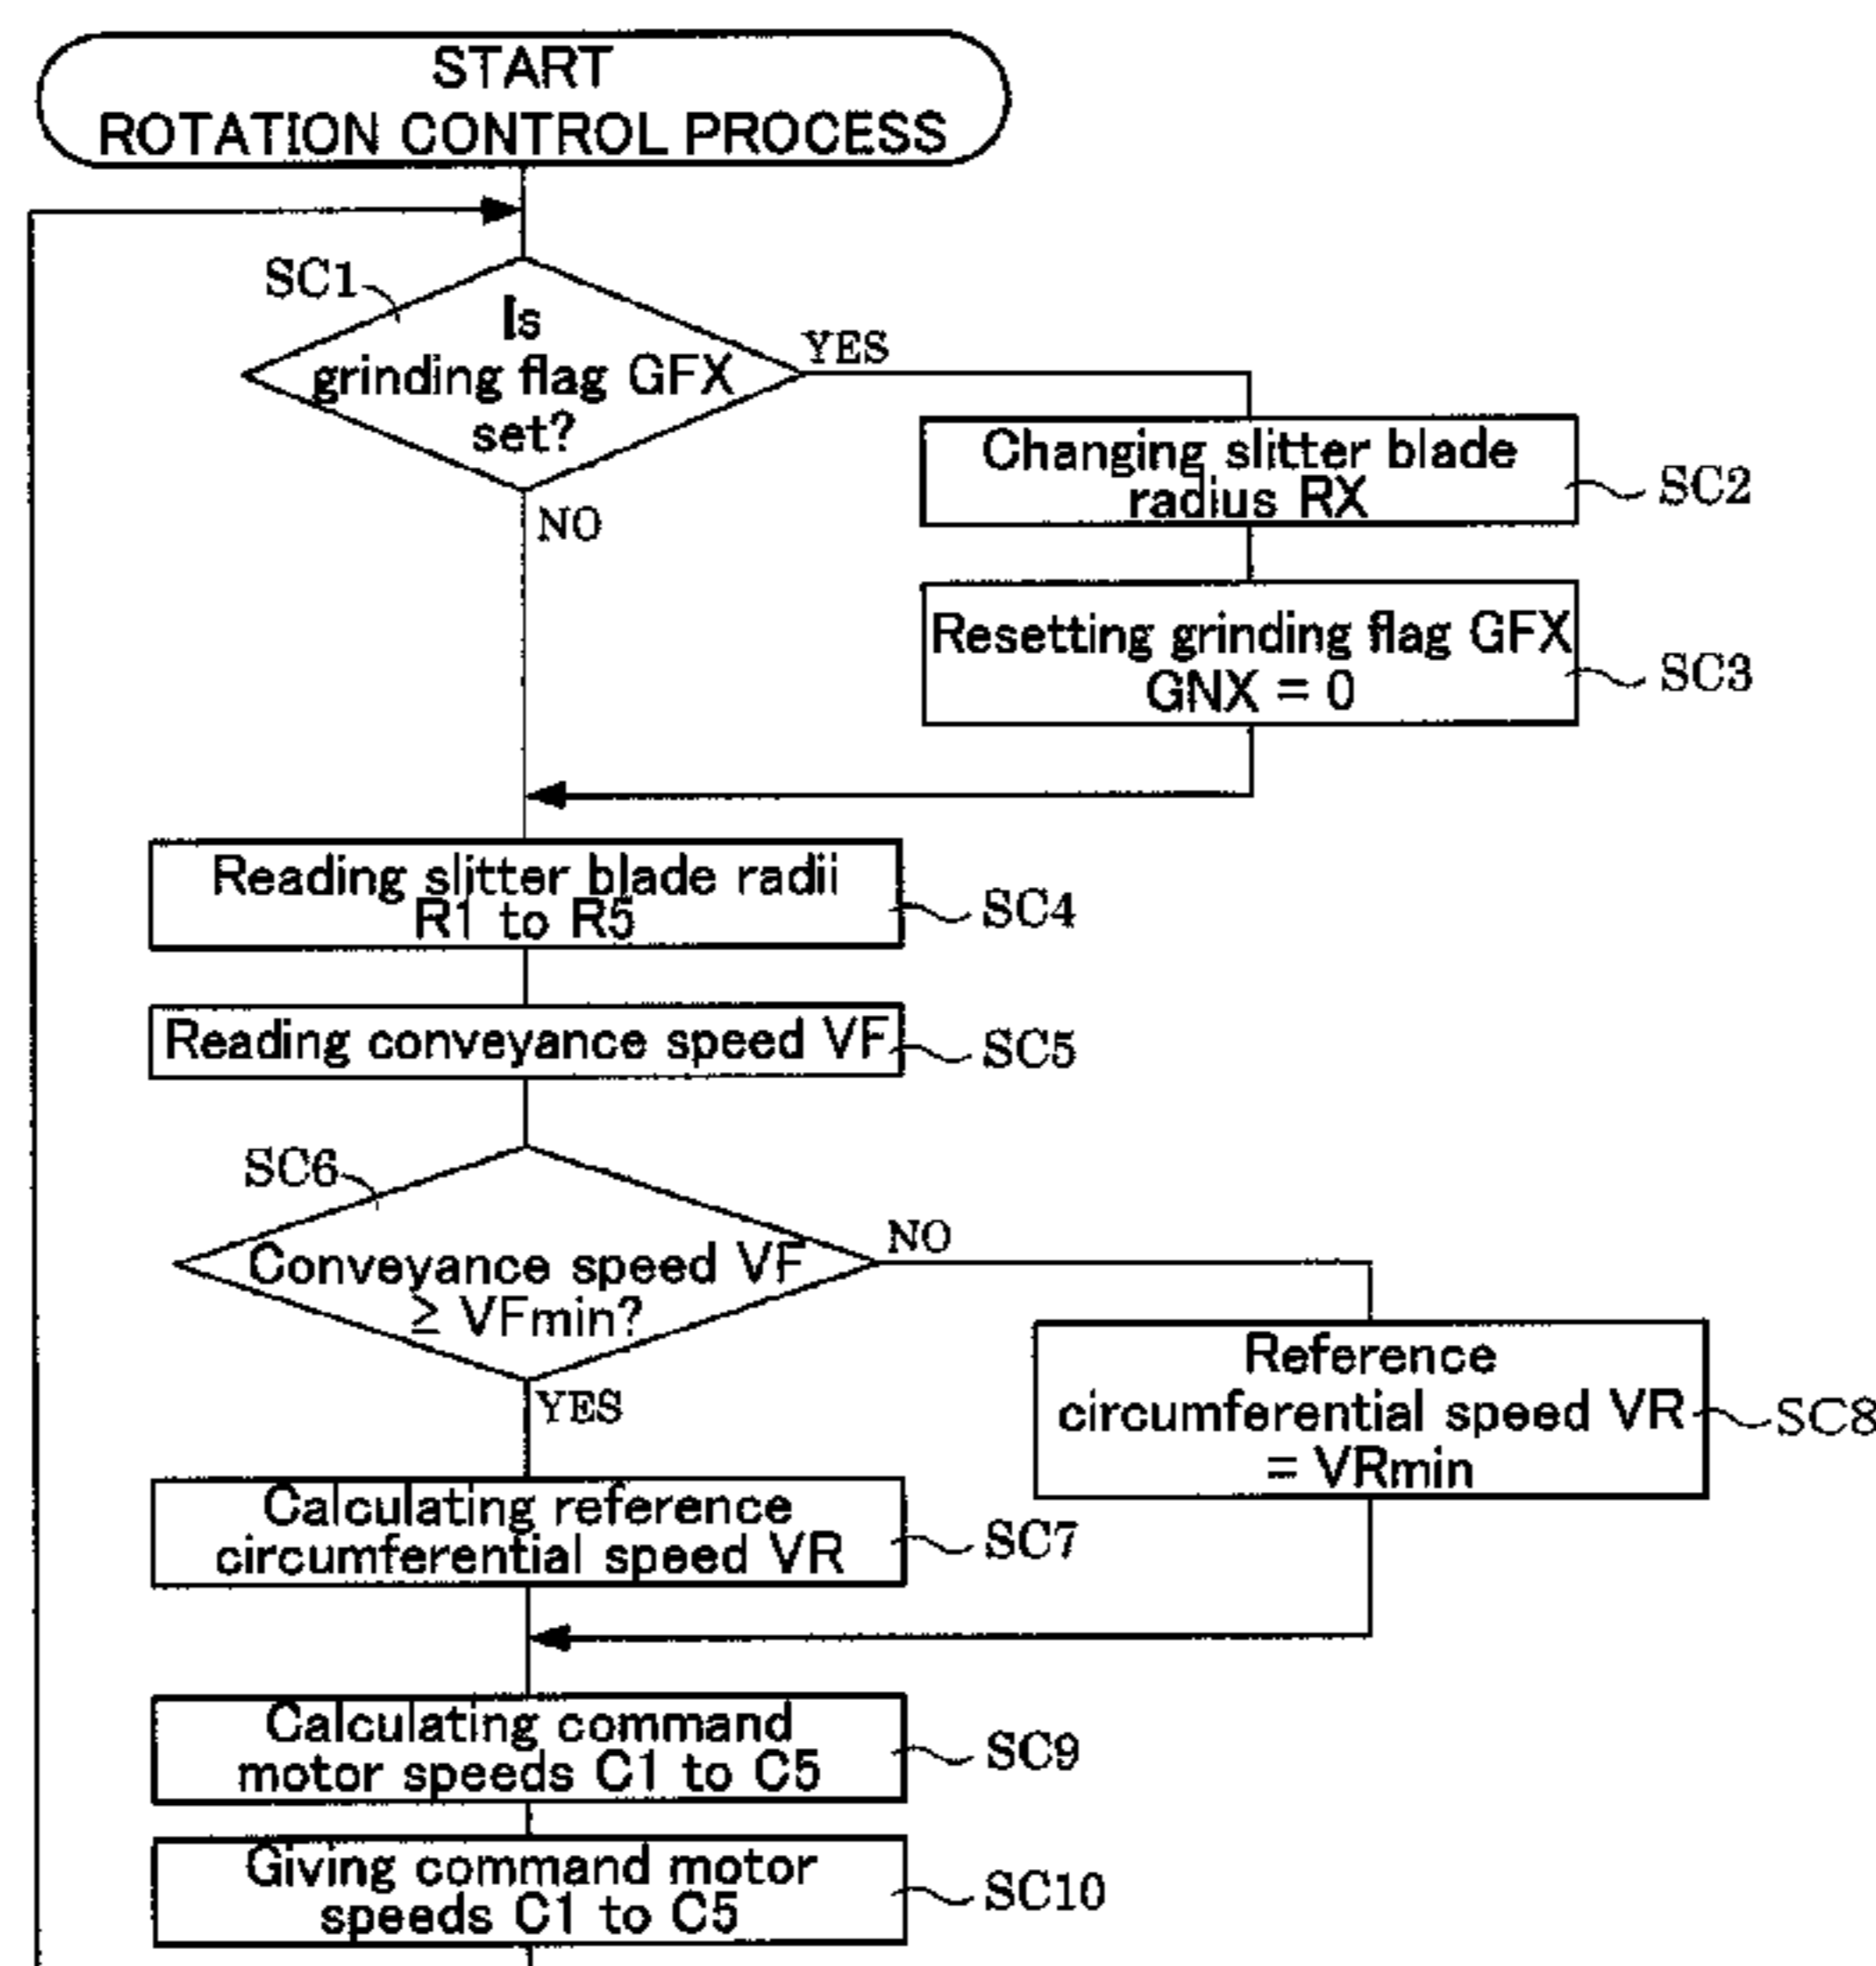 START
ROTATION CONTROL PROCESS
SC1
Is
grinding flag GFX
set?
YES
NO
Changing slitter blade
radius RX
SC2
Resetting grinding flag GFX
GNX = 0
SC3
Reading slitter blade radii
R1 to R5
SC4
Reading conveyance speed VF
SC5
SC6
Conveyance speed VF
≥ VFmin?
NO
YES
Reference
circumferential speed VR
= VRmin
SC8
Calculating reference
circumferential speed VR
SC7
Calculating command
motor speeds C1 to C5
SC9
Giving command motor
speeds C1 to C5
SC10